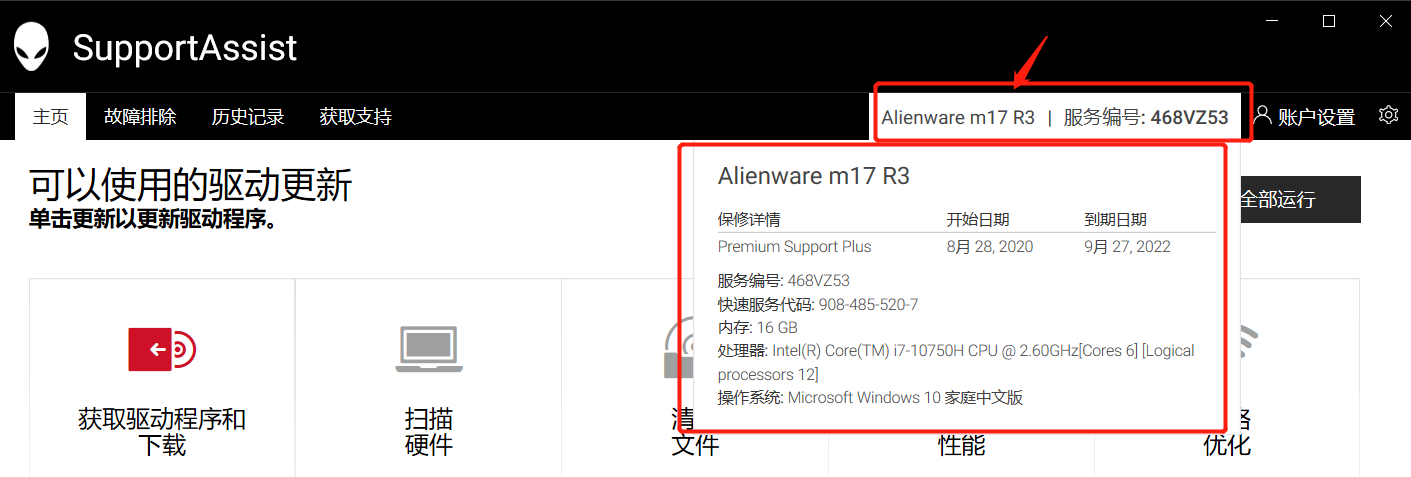 SupportAssist
主页 故障排除 历史记录 获取支持 Alienware m17 R3 | 服务编号: 468VZ53 账户设置
可以使用的驱动更新
单击更新以更新驱动程序。
全部运行
Alienware m17 R3
保修详情 开始日期 到期日期
Premium Support Plus 8月 28, 2020 9月 27, 2022
服务编号: 468VZ53
快速服务代码: 908-485-520-7
内存: 16 GB
处理器: Intel(R) Core(TM) i7-10750H CPU @ 2.60GHz[Cores 6] [Logical
processors 12]
操作系统: Microsoft Windows 10 家庭中文版
获取驱动程序和
下载
扫描
硬件
清
文件
性能
优化